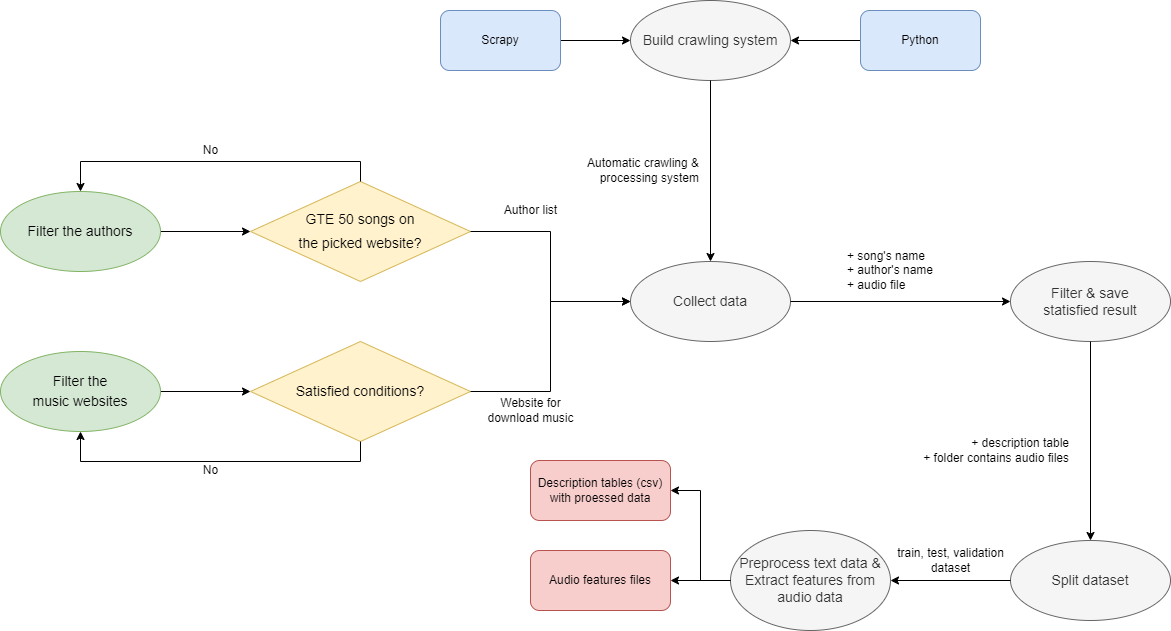 Scrapy
Build crawling system
Python
No
Automatic crawling &
processing system
Filter the authors
GTE 50 songs on
the picked website?
Author list
+ song's name
+ author's name
+ audio file
Collect data
Filter & save
statisfied result
Filter the
music websites
Satisfied conditions?
Website for
download music
No
+ description table
+ folder contains audio files
Description tables (csv)
with proessed data
Audio features files
Preprocess text data &
Extract features from
audio data
train, test, validation
dataset
Split dataset